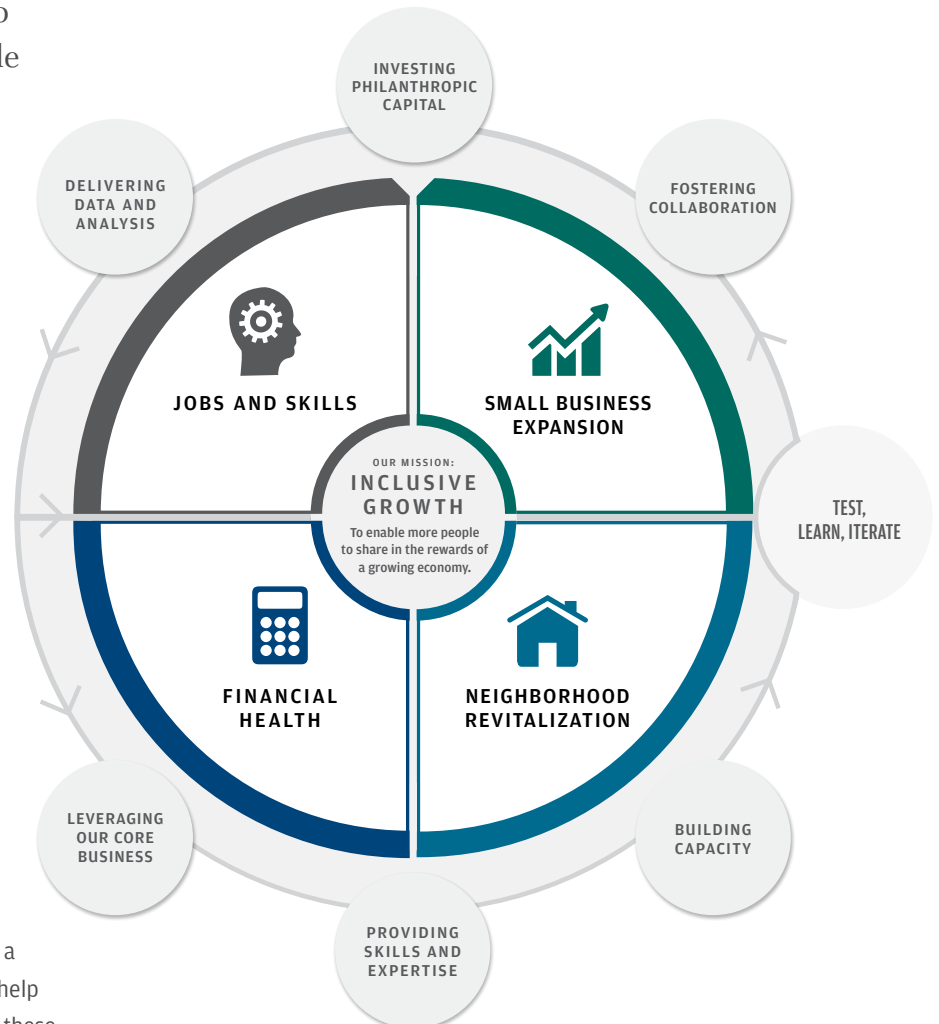 INVESTING
PHILANTHROPIC
CAPITAL
DELIVERING
DATA AND
ANALYSIS
FOSTERING
COLLABORATION
JOBS AND SKILLS
SMALL BUSINESS
EXPANSION
OUR MISSION:
INCLUSIVE
GROWTH
To enable more people
to share in the rewards of
a growing economy.
TEST,
LEARN, ITERATE
FINANCIAL
HEALTH
NEIGHBORHOOD
REVITALIZATION
LEVERAGING
OUR CORE
BUSINESS
BUILDING
CAPACITY
PROVIDING
SKILLS AND
EXPERTISE
a
help